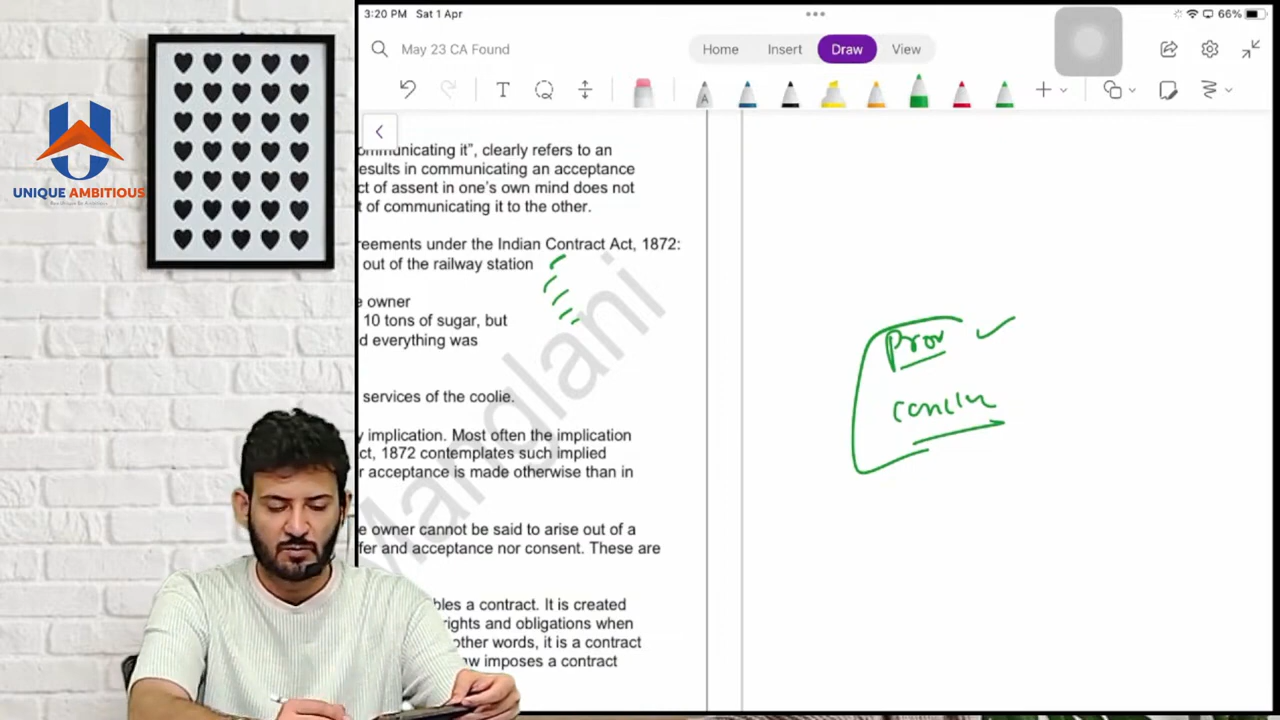 3:20 PM Sat 1 Apr
66%
May 23 CA Found
Home Insert Draw View
UNIQUE AMBITIOUS
communicating it”, clearly refers to an
esults in communicating an acceptance
ct of assent in one’s own mind does not
t of communicating it to the other.
reements under the Indian Contract Act, 1872:
out of the railway station
e owner
10 tons of sugar, but
d everything was
services of the coolie.
y implication. Most often the implication
ct, 1872 contemplates such implied
r acceptance is made otherwise than in
e owner cannot be said to arise out of a
fer and acceptance nor consent. These are
bles a contract. It is created
rights and obligations when
other words, it is a contract
aw imposes a contract
Manglani
Prov